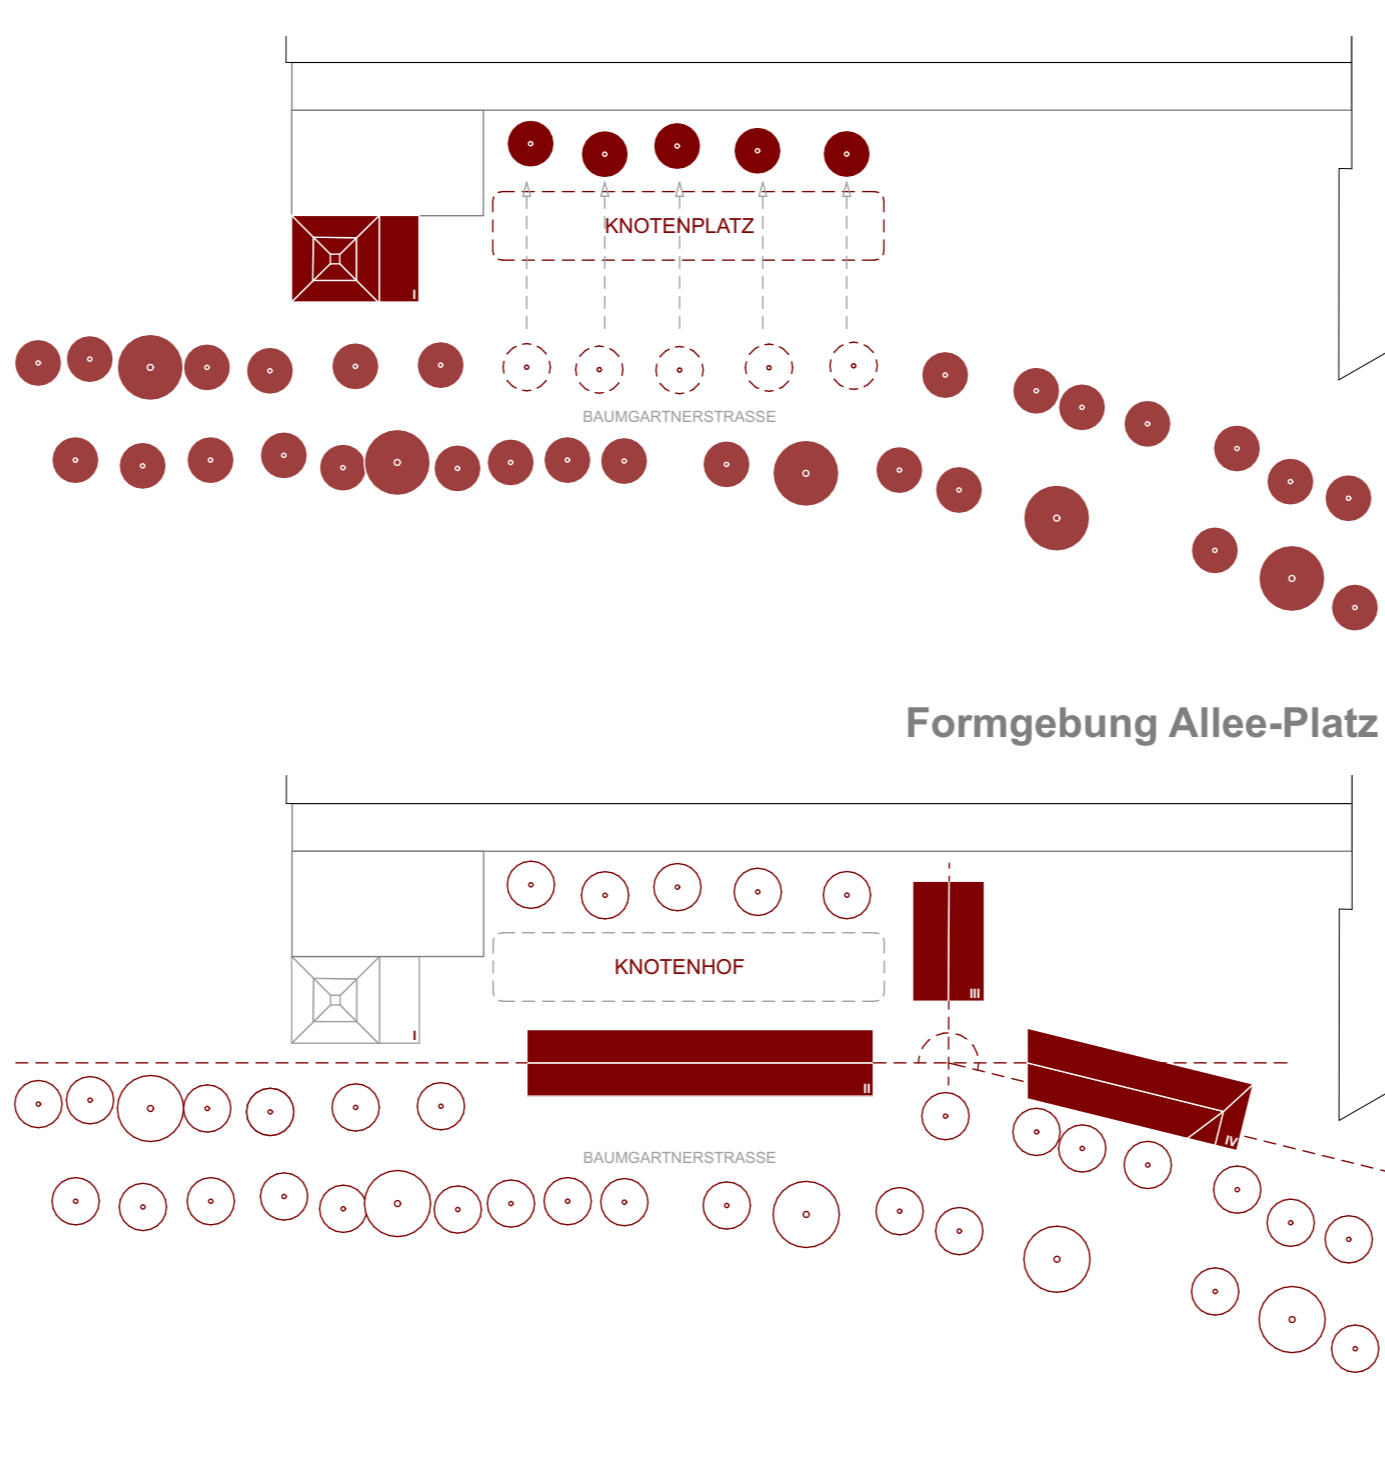 KNOTENPLATZ
I
BAUMGARTNERSTRASSE
Formgebung Allee-Platz
KNOTENHOF
III
I
II
IV
BAUMGARTNERSTRASSE